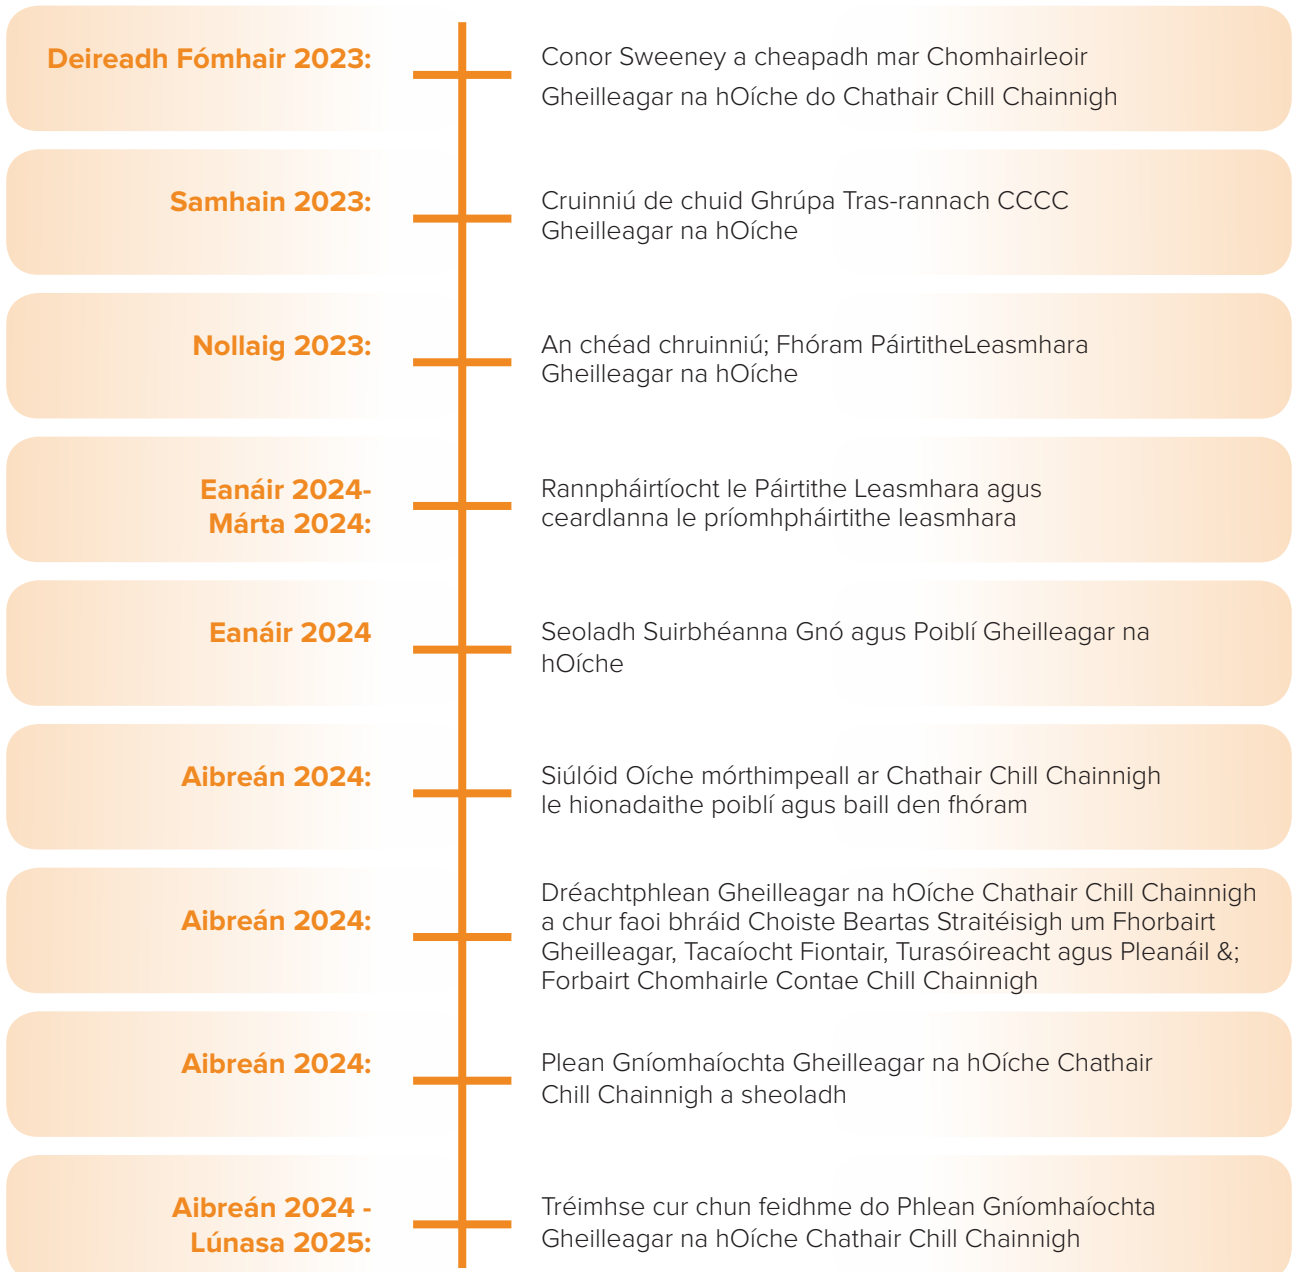 Deireadh Fómhair 2023:
Conor Sweeney a cheapadh mar Chomhairleoir
Gheilleagar na hOíche do Chathair Chill Chainnigh
Samhain 2023:
Cruinniú de chuid Ghrúpa Tras-rannach CCCC
Gheilleagar na hOíche
Nollaig 2023:
An chéad chruinniú; Fhóram PáirtitheLeasmhara
Gheilleagar na hOíche
Eanáir 2024-
Márta 2024:
Rannpháirtíocht le Páirtithe Leasmhara agus
ceardlanna le príomhpháirtithe leasmhara
Eanáir 2024
Seoladh Suirbhéanna Gnó agus Poiblí Gheilleagar na
hOíche
Aibreán 2024:
Siúlóid Oíche mórthimpeall ar Chathair Chill Chainnigh
le hionadaithe poiblí agus baill den fhóram
Aibreán 2024:
Dréachtphlean Gheilleagar na hOíche Chathair Chill Chainnigh
a chur faoi bhráid Choiste Beartas Straitéisigh um Fhorbairt
Gheilleagar, Tacaíocht Fiontair, Turasóireacht agus Pleanáil &;
Forbairt Chomhairle Contae Chill Chainnigh
Aibreán 2024:
Plean Gníomhaíochta Gheilleagar na hOíche Chathair
Chill Chainnigh a sheoladh
Aibreán 2024 -
Lúnasa 2025:
Tréimhse cur chun feidhme do Phlean Gníomhaíochta
Gheilleagar na hOíche Chathair Chill Chainnigh